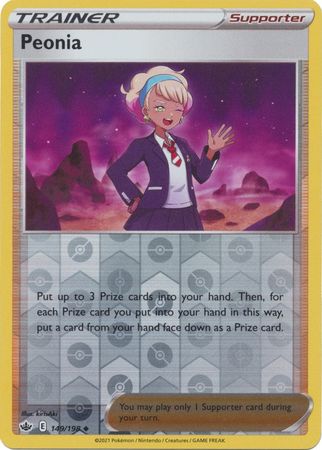 TRAINER
Supporter
Peonia
Put up to 3 Prize cards into your hand. Then, for
each Prize card you put into your hand in this way,
put a card from your hand face down as a Prize card.
Illus. kirisAki
E 149/198
You may play only 1 Supporter card during
your turn.
©2021 Pokémon / Nintendo / Creatures / GAME FREAK